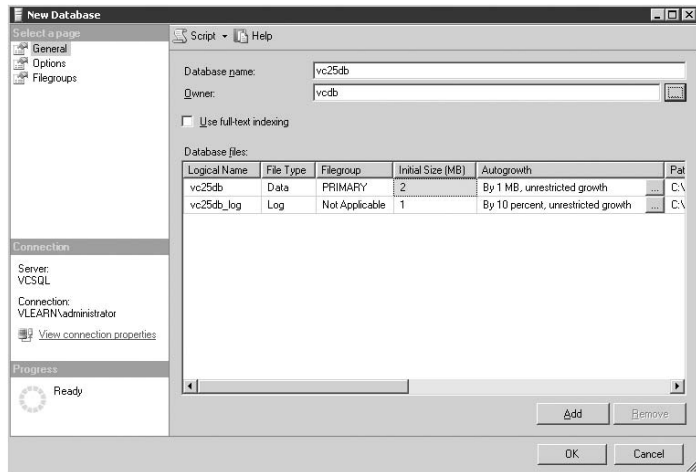 New Database
Select a page
General
Options
Filegroups
Script
Help
Database name:
vc25db
Owner:
vcdb
...
Use full-text indexing
Database files:
Logical Name File Type Filegroup Initial Size (MB) Autogrowth Pat
vc25db Data PRIMARY 2 By 1 MB, unrestricted growth ... C:\
vc25db_log Log Not Applicable 1 By 10 percent, unrestricted growth ... C:\
Connection
Server:
VCSQL
Connection:
VLEARN\administrator
View connection properties
Progress
Ready
Add
Remove
OK
Cancel